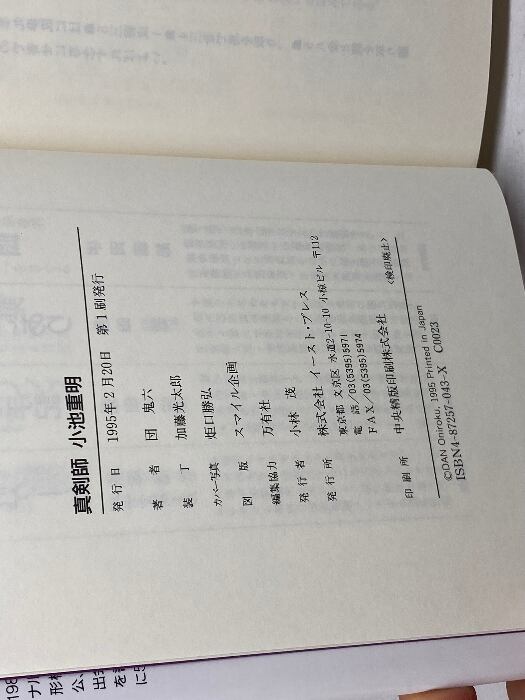 真剣師 小池重明
発行日 1995年2月20日 第1刷発行
著者 団 鬼六
装丁 加藤光太郎
カバー写真 炬口勝弘
図版 スマイル企画
編集協力 万有社
発行者 小林 茂
発行所 株式会社 イースト・プレス
東京都 文京区 水道2-10-10 小椋ビル 〒112
電 話／03(5395)5971
FAX／03(5395)5974
印刷所 中央精版印刷株式会社 〈検印廃止〉
©DAN Oniroku, 1995 Printed in Japan
ISBN4-87257-043-X C0023